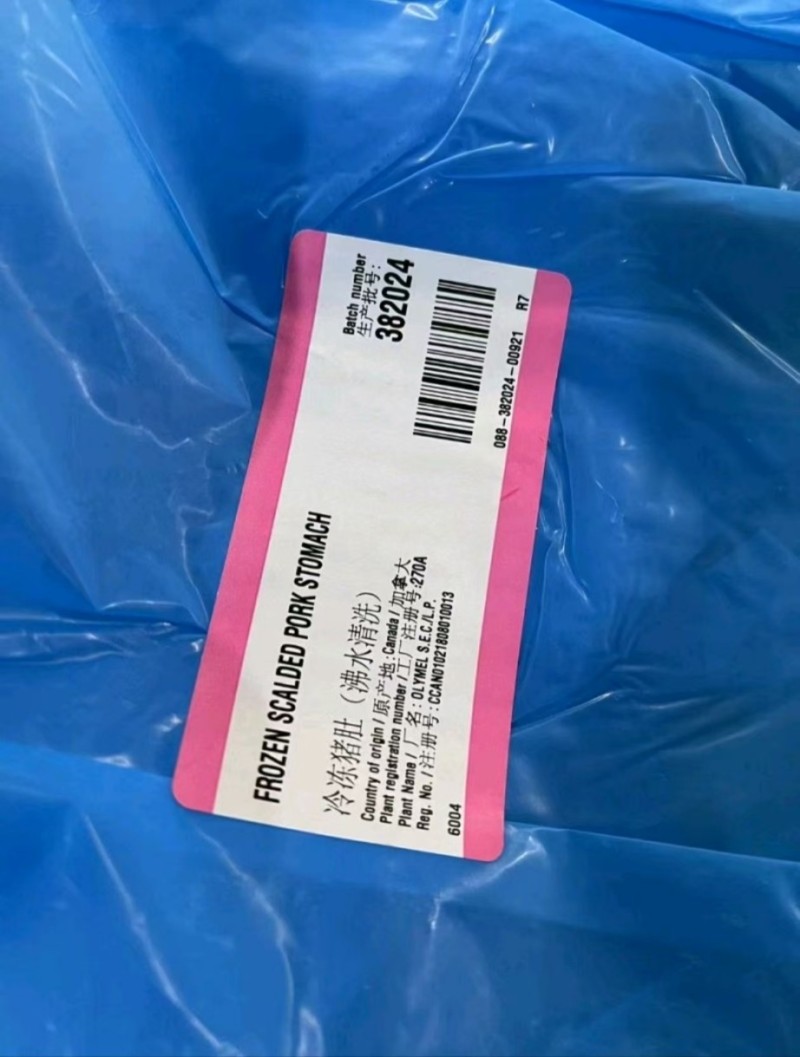 FROZEN SCALDED PORK STOMACH
冷冻猪肚（沸水清洗）
Country of origin / 原产地 : Canada / 加拿大
Plant registration number / 工厂注册号 : 270A
Plant Name / 厂名 : OLYMEL S.E.C./L.P.
Reg. No. / 注册号 : CCAN01021808010013
6004
Batch number
生产批号 :
382024
088-382024-00921 R7